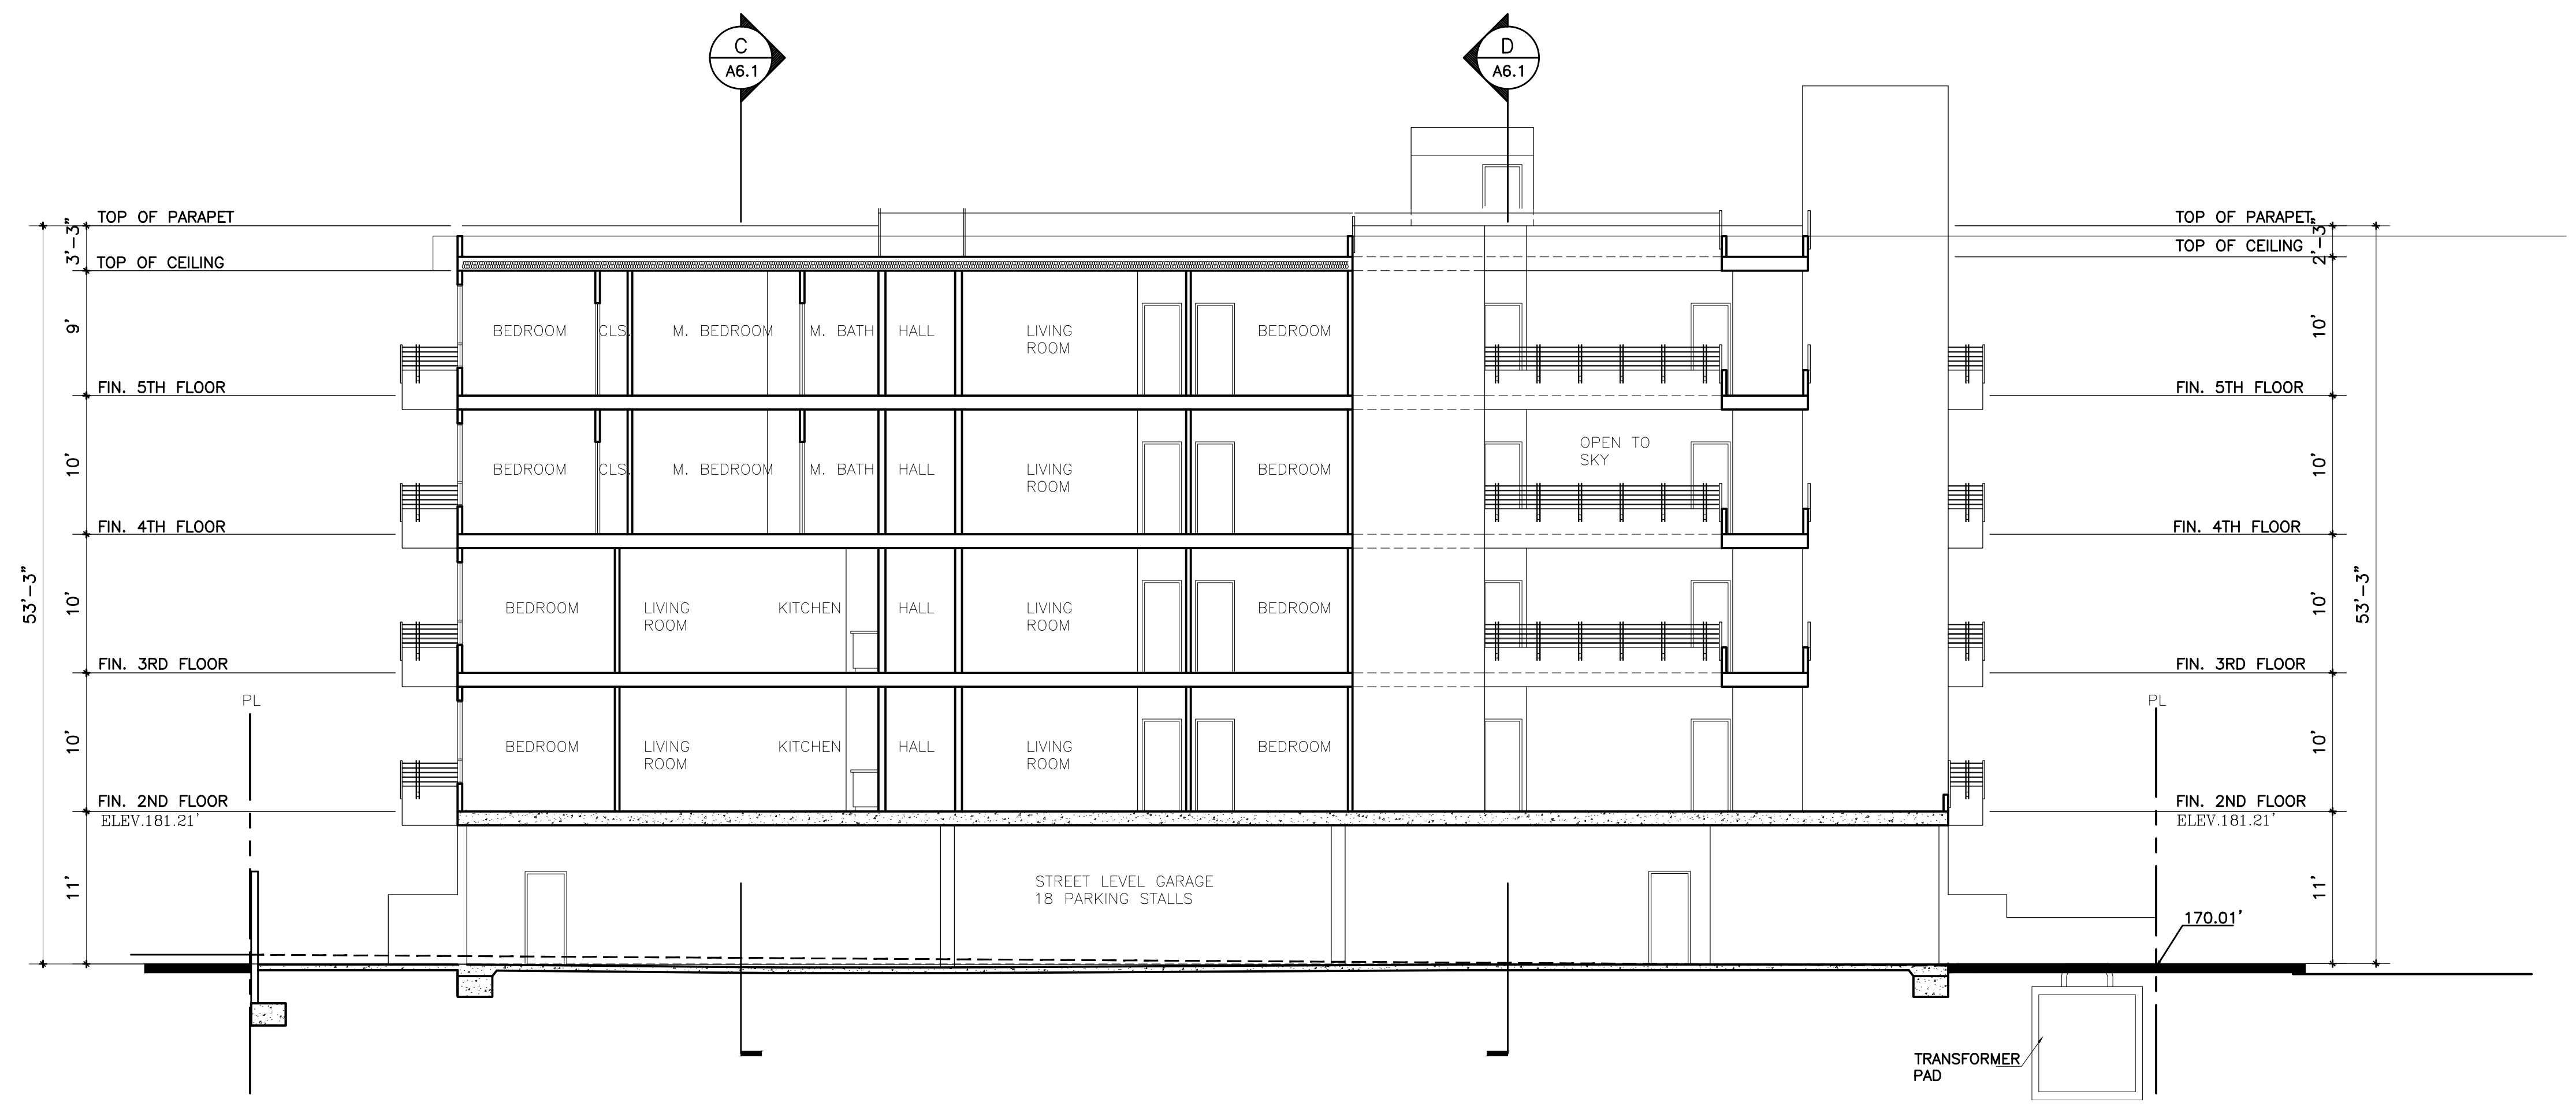 C
A6.1
D
A6.1
TOP OF PARAPET
TOP OF PARAPET
3'-3"
2'-3"
TOP OF CEILING
TOP OF CEILING
9'
10'
BEDROOM CLS. M. BEDROOM M. BATH HALL LIVING
ROOM BEDROOM
FIN. 5TH FLOOR
FIN. 5TH FLOOR
10'
10'
BEDROOM CLS. M. BEDROOM M. BATH HALL LIVING
ROOM BEDROOM
OPEN TO
SKY
FIN. 4TH FLOOR
FIN. 4TH FLOOR
53'-3"
53'-3"
10'
10'
BEDROOM LIVING
ROOM KITCHEN HALL LIVING
ROOM BEDROOM
FIN. 3RD FLOOR
FIN. 3RD FLOOR
PL
PL
10'
10'
BEDROOM LIVING
ROOM KITCHEN HALL LIVING
ROOM BEDROOM
FIN. 2ND FLOOR
ELEV.181.21'
FIN. 2ND FLOOR
ELEV.181.21'
11'
11'
STREET LEVEL GARAGE
18 PARKING STALLS
170.01'
TRANSFORMER
PAD